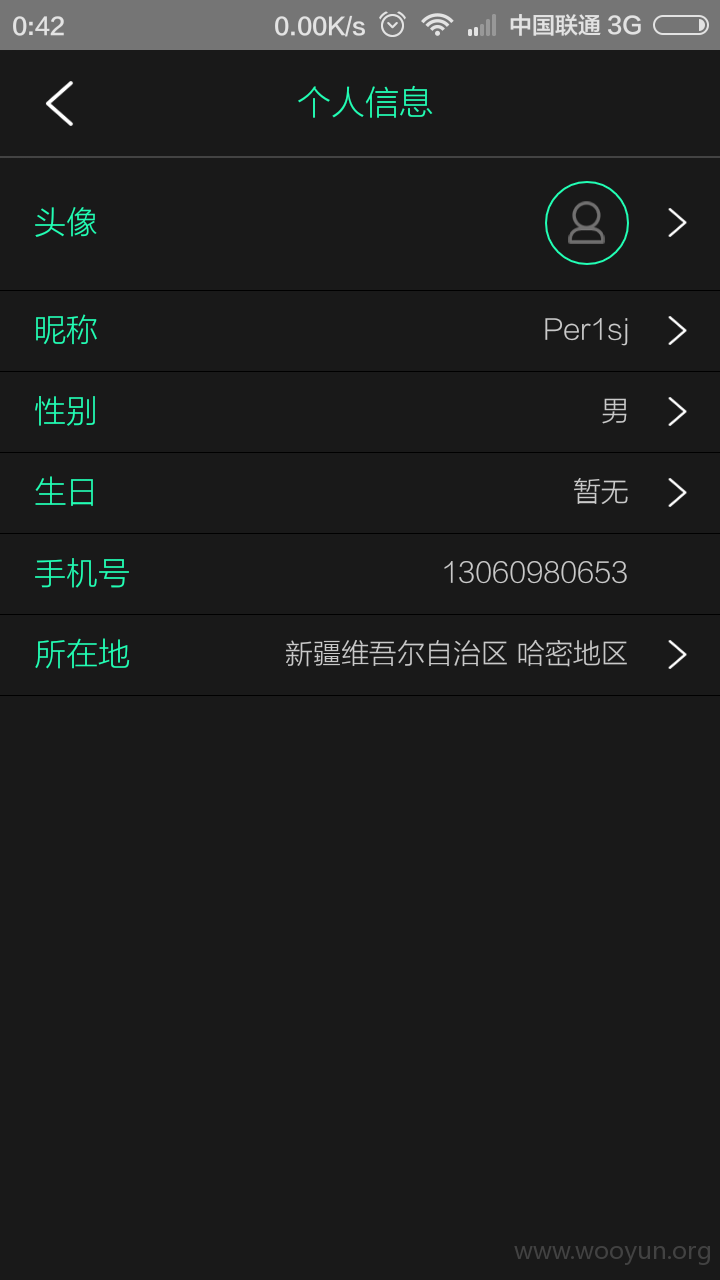 0:42 0.00K/s 中国联通 3G
个人信息
头像
昵称 Per1sj
性别 男
生日 暂无
手机号 13060980653
所在地 新疆维吾尔自治区 哈密地区
www.wooyun.org